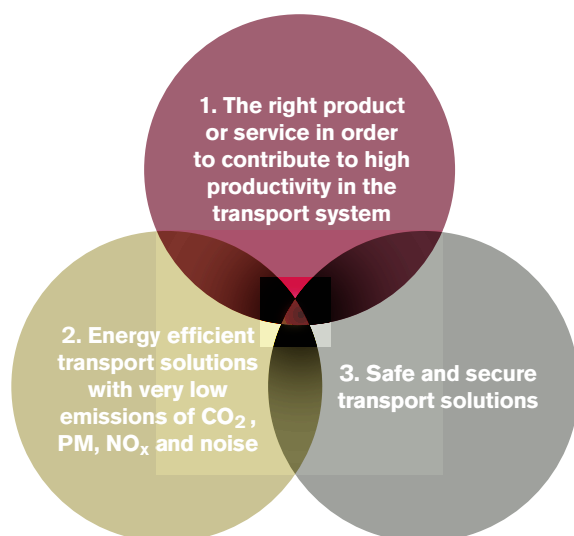 1. The right product
or service in order
to contribute to high
productivity in the
transport system
2. Energy efficient
transport solutions
with very low
emissions of CO₂ ,
PM, NOₓ and noise
3. Safe and secure
transport solutions